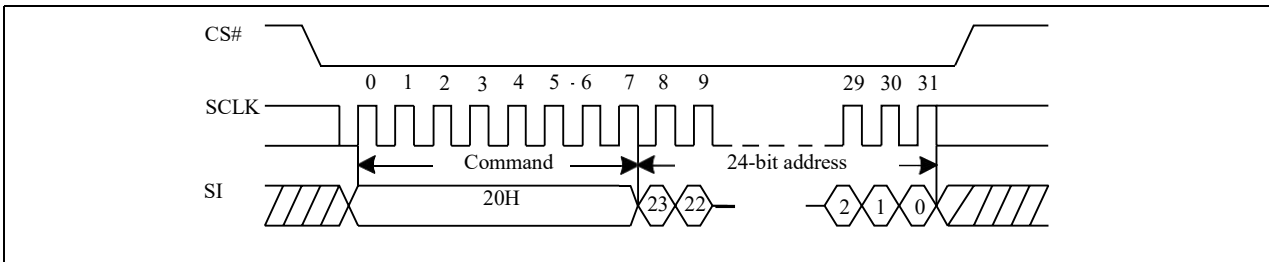 CS#
0 1 2 3 4 5 - 6 7 8 9 29 30 31
SCLK
Command 24-bit address
SI
20H 23 22 2 1 0